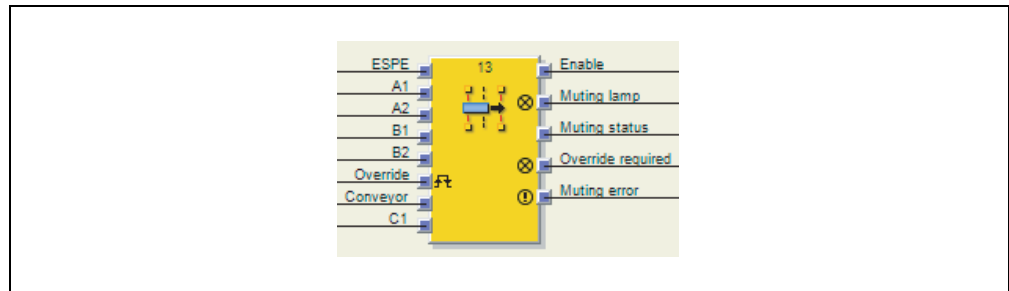 ESPE
A1
A2
B1
B2
Override
Conveyor
C1
13
Enable
Muting lamp
Muting status
Override required
Muting error